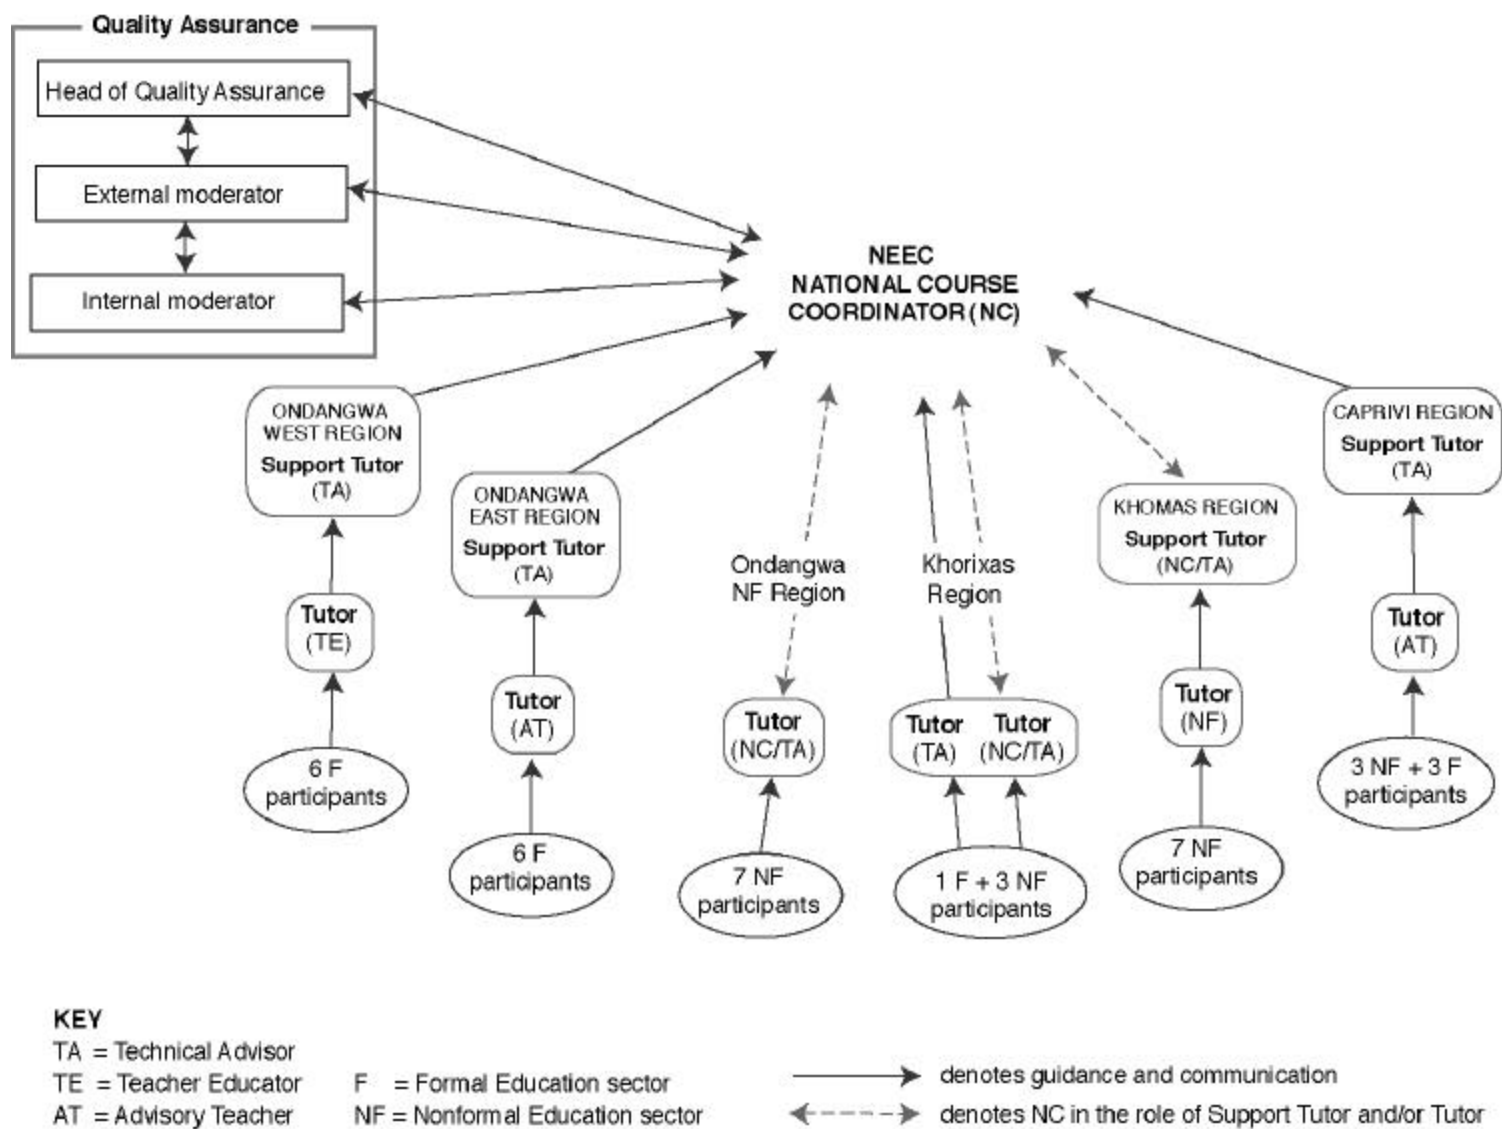 Quality Assurance
Head of Quality Assurance
External moderator
Internal moderator
NEEC
NATIONAL COURSE
COORDINATOR (NC)
ONDANGWA
WEST REGION
Support Tutor
(TA)
Tutor
(TE)
6 F
participants
ONDANGWA
EAST REGION
Support Tutor
(TA)
Tutor
(AT)
6 F
participants
Ondangwa
NF Region
Tutor
(NC/TA)
7 NF
participants
Khorixas
Region
Tutor
(TA)
Tutor
(NC/TA)
1 F + 3 NF
participants
KHOMAS REGION
Support Tutor
(NC/TA)
Tutor
(NF)
7 NF
participants
CAPRIVI REGION
Support Tutor
(TA)
Tutor
(AT)
3 NF + 3 F
participants
KEY
TA = Technical Advisor
TE = Teacher Educator
AT = Advisory Teacher
F = Formal Education sector
NF = Nonformal Education sector
denotes guidance and communication
denotes NC in the role of Support Tutor and/or Tutor